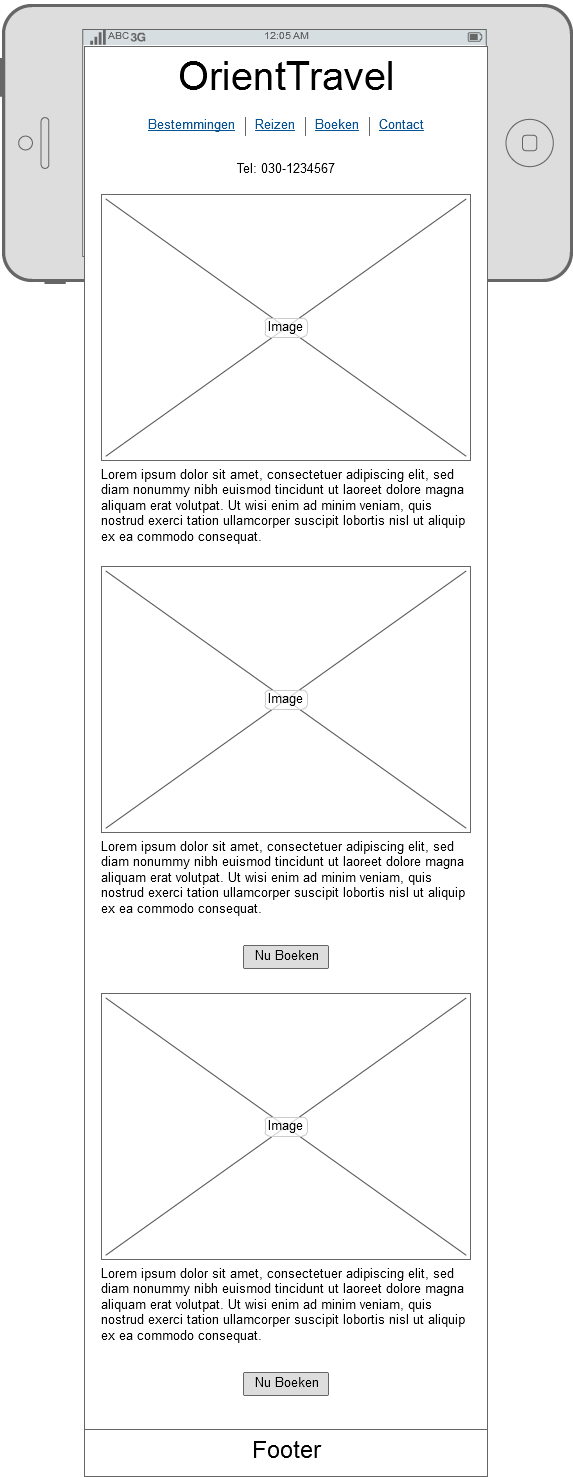 ABC 3G 12:05 AM
OrientTravel
Bestemmingen Reizen Boeken Contact
Tel: 030-1234567
Image
Lorem ipsum dolor sit amet, consectetuer adipiscing elit, sed
diam nonummy nibh euismod tincidunt ut laoreet dolore magna
aliquam erat volutpat. Ut wisi enim ad minim veniam, quis
nostrud exerci tation ullamcorper suscipit lobortis nisl ut aliquip
ex ea commodo consequat.
Image
Lorem ipsum dolor sit amet, consectetuer adipiscing elit, sed
diam nonummy nibh euismod tincidunt ut laoreet dolore magna
aliquam erat volutpat. Ut wisi enim ad minim veniam, quis
nostrud exerci tation ullamcorper suscipit lobortis nisl ut aliquip
ex ea commodo consequat.
Nu Boeken
Image
Lorem ipsum dolor sit amet, consectetuer adipiscing elit, sed
diam nonummy nibh euismod tincidunt ut laoreet dolore magna
aliquam erat volutpat. Ut wisi enim ad minim veniam, quis
nostrud exerci tation ullamcorper suscipit lobortis nisl ut aliquip
ex ea commodo consequat.
Nu Boeken
Footer